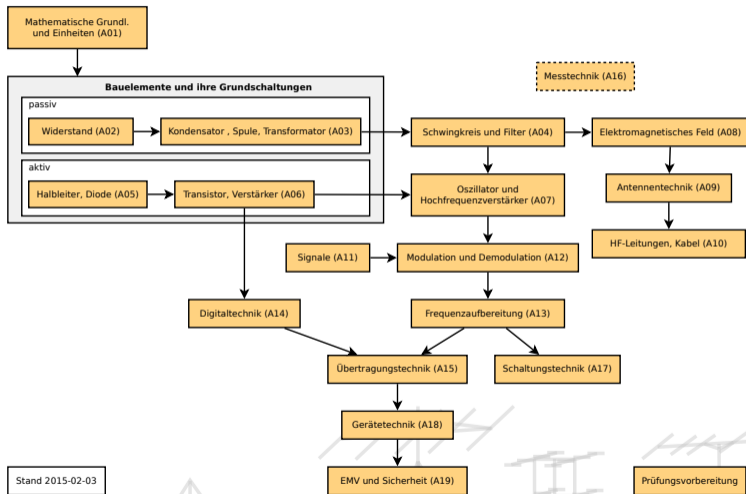 Mathematische Grundl.
und Einheiten (A01)
Messtechnik (A16)
Bauelemente und ihre Grundschaltungen
passiv
Widerstand (A02)
Kondensator , Spule, Transformator (A03)
Schwingkreis und Filter (A04)
Elektromagnetisches Feld (A08)
aktiv
Halbleiter, Diode (A05)
Transistor, Verstärker (A06)
Oszillator und
Hochfrequenzverstärker (A07)
Antennentechnik (A09)
Signale (A11)
Modulation und Demodulation (A12)
HF-Leitungen, Kabel (A10)
Digitaltechnik (A14)
Frequenzaufbereitung (A13)
Übertragungstechnik (A15)
Schaltungstechnik (A17)
Gerätetechnik (A18)
Stand 2015-02-03
EMV und Sicherheit (A19)
Prüfungsvorbereitung